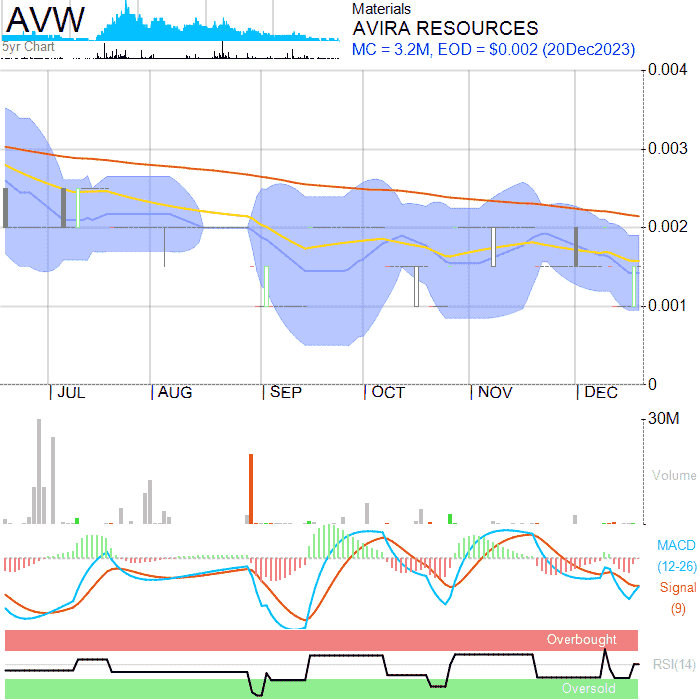 AVW
5yr Chart
Materials
AVIRA RESOURCES
MC = 3.2M, EOD = $0.002 (20Dec2023)
0.004
0.003
0.002
0.001
0
JUL AUG SEP OCT NOV DEC
30M
Volume
MACD
(12-26)
Signal
(9)
Overbought
RSI(14)
Oversold